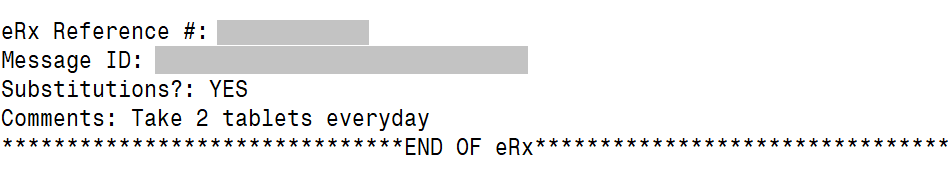 eRx Reference #:
Message ID:
Substitutions?: YES
Comments: Take 2 tablets everyday
*******************************END OF eRx********************************